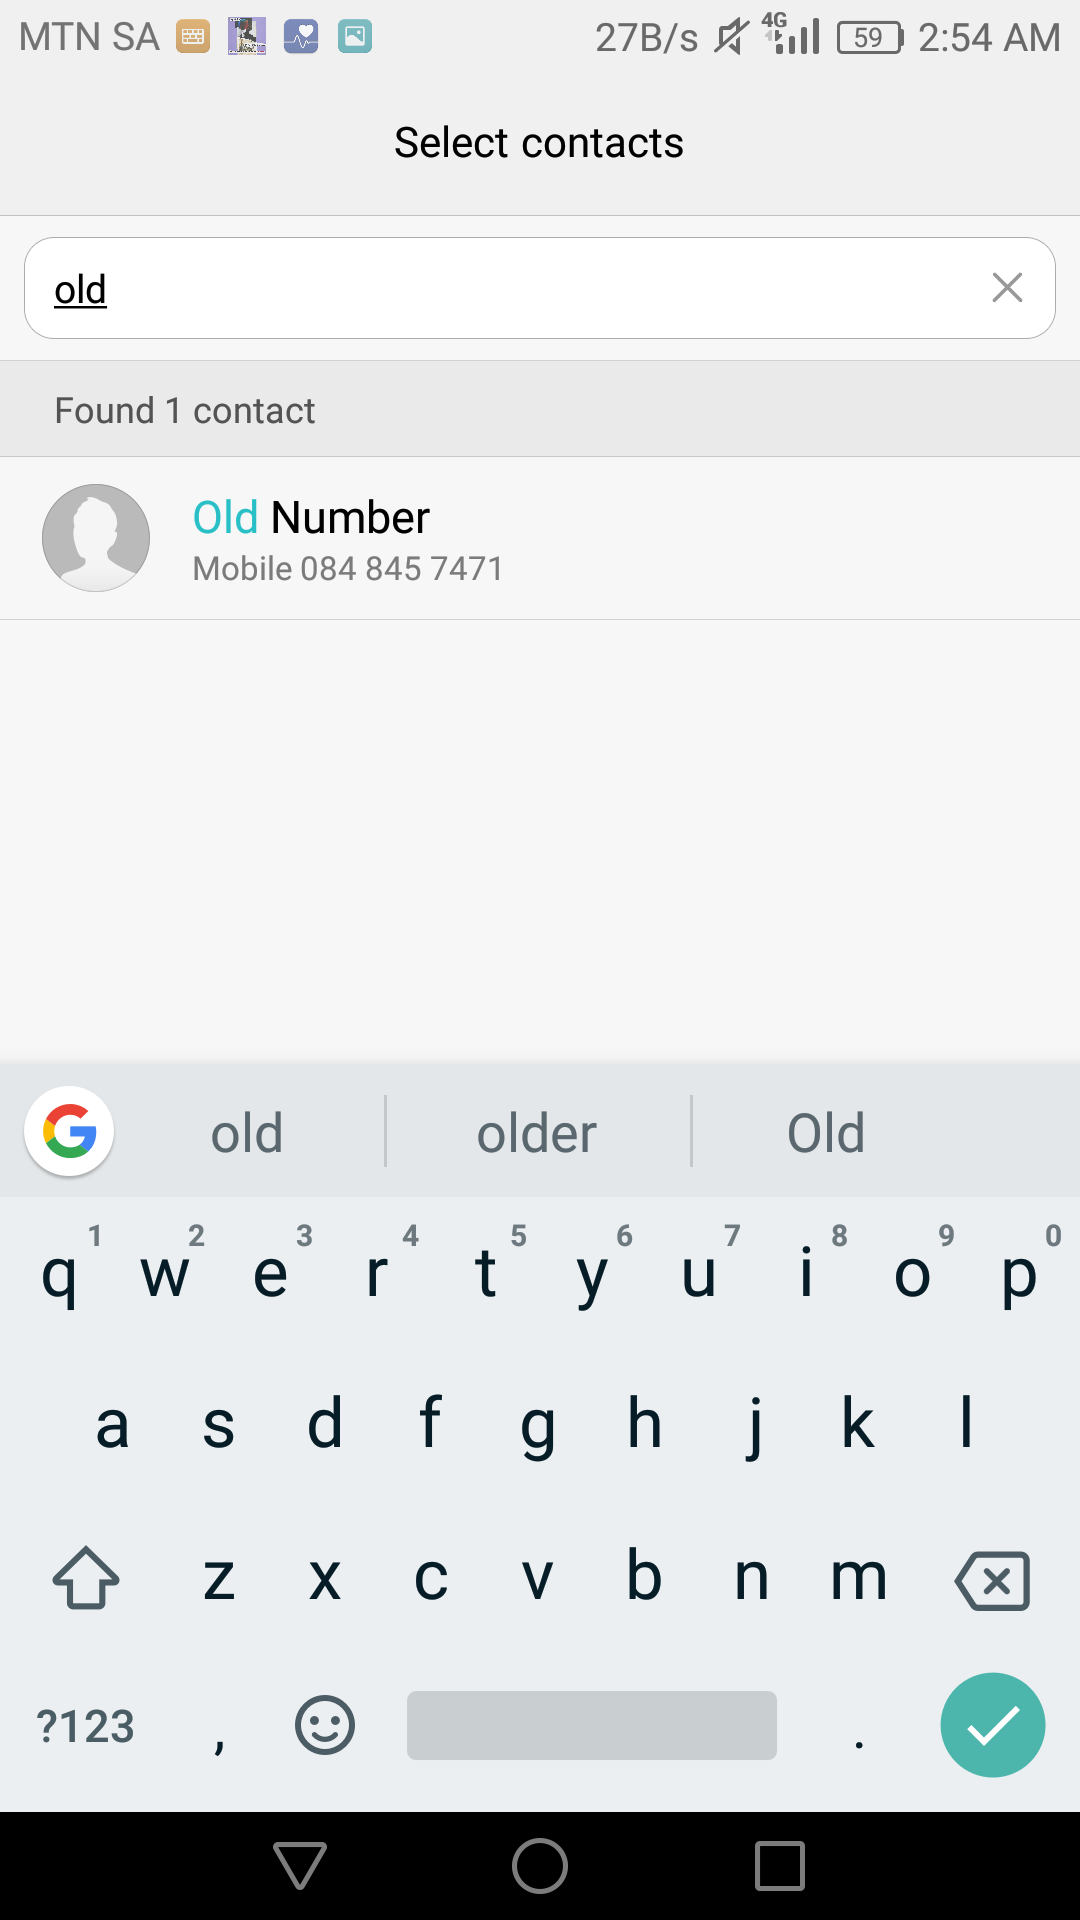 MTN SA 27B/s 4G 59 2:54 AM
Select contacts
old
Found 1 contact
Old Number
Mobile 084 845 7471
old older Old
1 2 3 4 5 6 7 8 9 0
q w e r t y u i o p
a s d f g h j k l
z x c v b n m
?123 , .